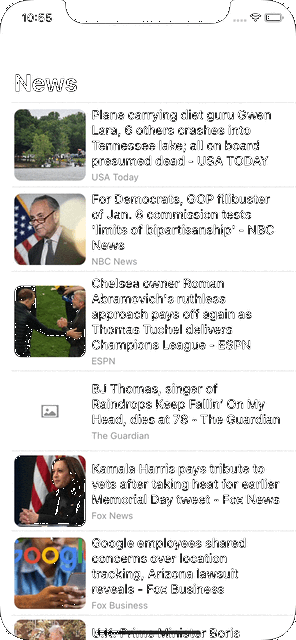 10:55
News
Plane carrying diet guru Gwen
Lara, 6 others crashes into
Tennessee lake; all on board
presumed dead - USA TODAY
USA Today
For Democrats, GOP filibuster
of Jan. 6 commission tests
'limits of bipartisanship' - NBC
News
NBC News
Chelsea owner Roman
Abramovich's ruthless
approach pays off again as
Thomas Tuchel delivers
Champions League - ESPN
ESPN
BJ Thomas, singer of
Raindrops Keep Fallin' On My
Head, dies at 78 - The Guardian
The Guardian
Kamala Harris pays tribute to
vets after taking heat for earlier
Memorial Day tweet - Fox News
Fox News
Googl
Google employees shared
concerns over location
tracking, Arizona lawsuit
reveals - Fox Business
Fox Business
U.K. Prime Minister Boris